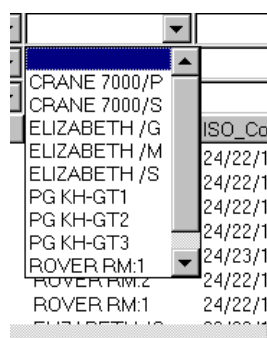 CRANE 7000/P
CRANE 7000/S
ELIZABETH /G
ISO_Co
ELIZABETH /M
24/22/1
ELIZABETH /S
24/22/1
PG KH-GT1
24/22/1
PG KH-GT2
24/22/1
PG KH-GT3
24/23/1
ROVER RM:1
ROVER RM:2
24/22/1
ROVER RM:1
24/22/1